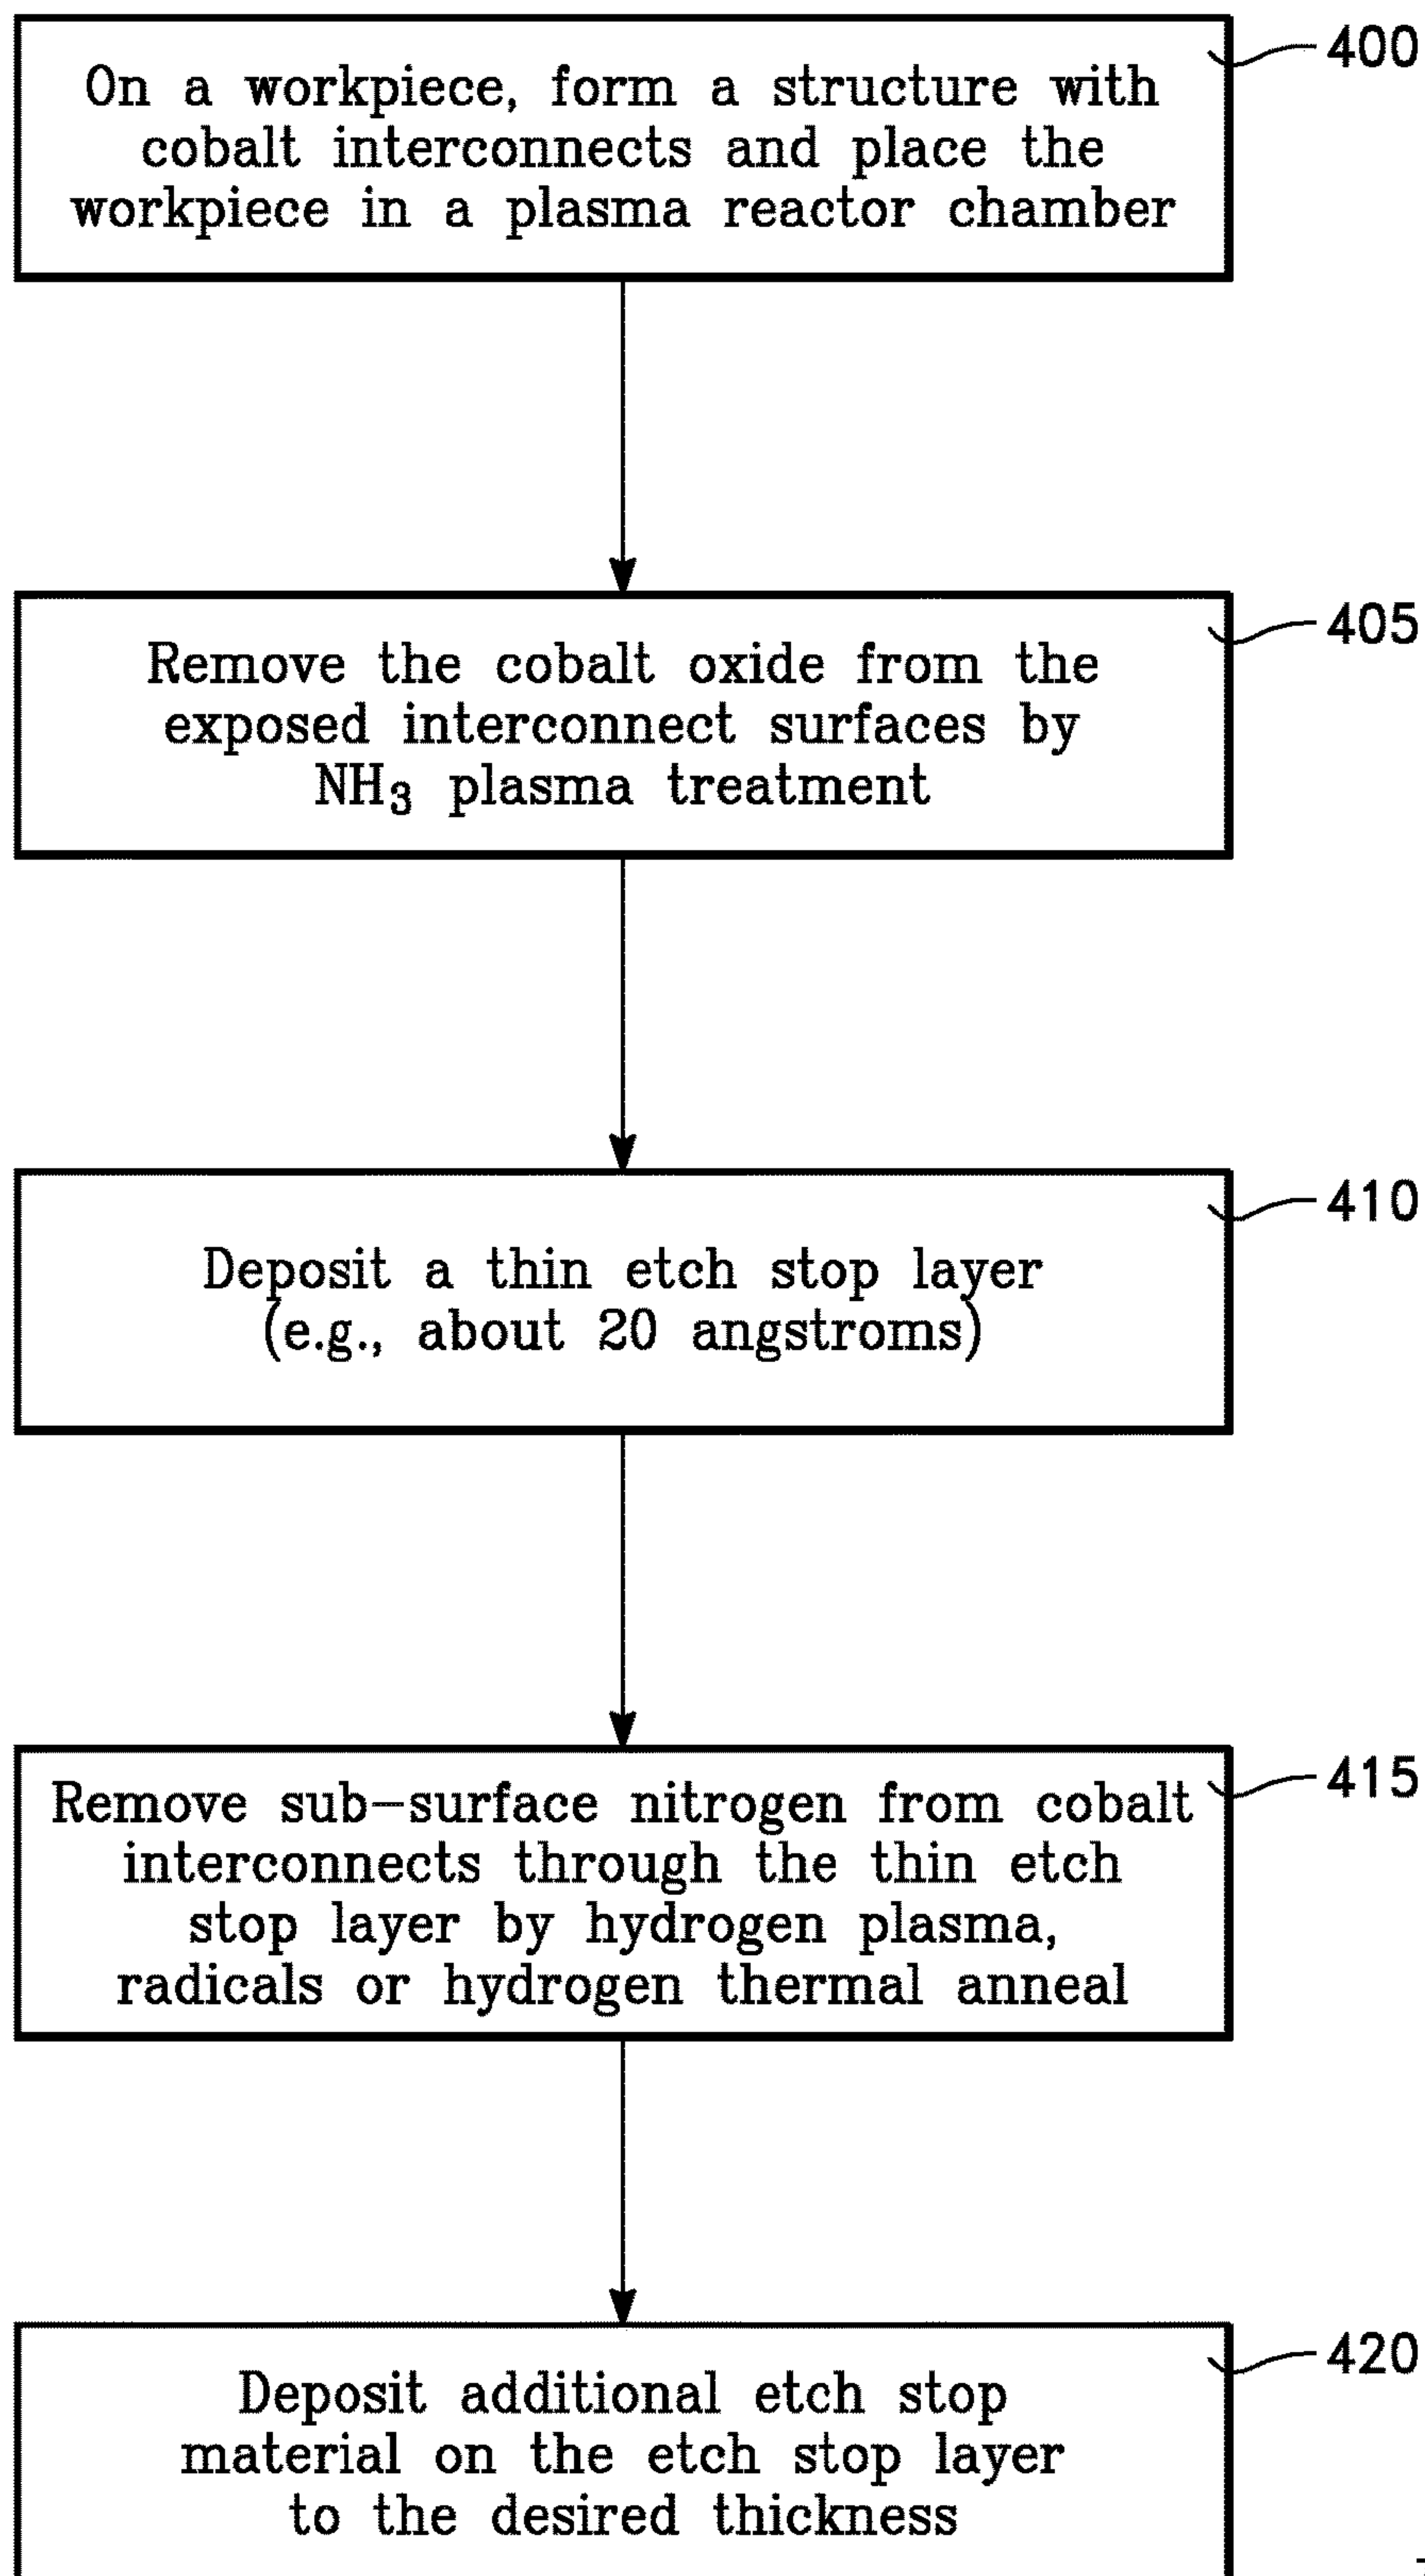 On a workpiece, form a structure with
cobalt interconnects and place the
workpiece in a plasma reactor chamber
400
Remove the cobalt oxide from the
exposed interconnect surfaces by
NH3 plasma treatment
405
Deposit a thin etch stop layer
(e.g., about 20 angstroms)
410
Remove sub-surface nitrogen from cobalt
interconnects through the thin etch
stop layer by hydrogen plasma,
radicals or hydrogen thermal anneal
415
Deposit additional etch stop
material on the etch stop layer
to the desired thickness
420